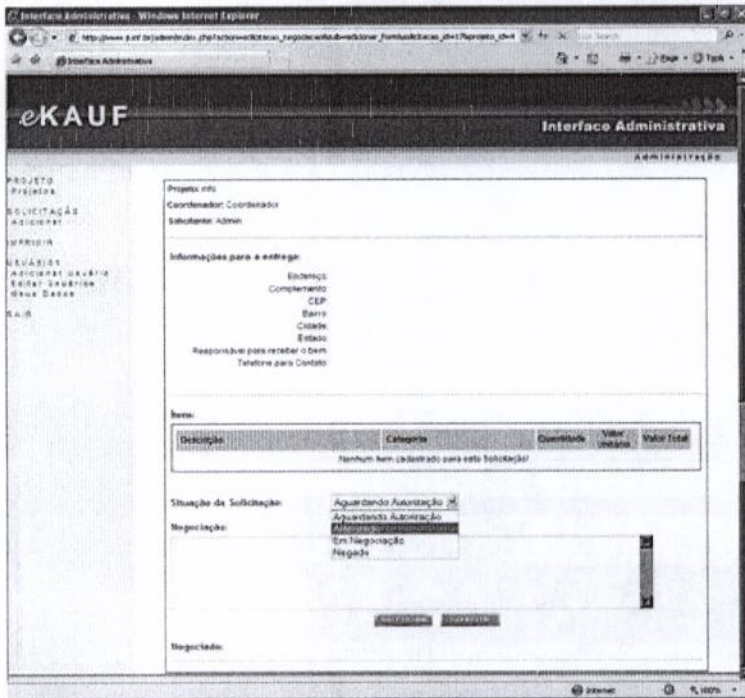 Interface Administrativa - Windows Internet Explorer
Interface Administrativa
eKAUF
Interface Administrativa
Administração
PROJETO
Projetos
SOLICITAÇÃO
Adicionar
IMPRIMIR
USUÁRIOS
Adicionar Usuário
Editar Usuários
Meus Dados
SAIR
Projeto: info
Coordenador: Coordenador
Solicitante: Admin
Informações para a entrega:
Endereço:
Complemento:
CEP:
Bairro:
Cidade:
Estado:
Responsável para receber o bem:
Telefone para Contato:
Ítens:
Descrição Categoria Quantidade Valor Unitário Valor Total
Nenhum item cadastrado para esta Solicitação!
Situação da Solicitação: Aguardando Autorização
Aguardando Autorização
Em Negociação
Negada
Negociação:
Negociado:
Internet 100%